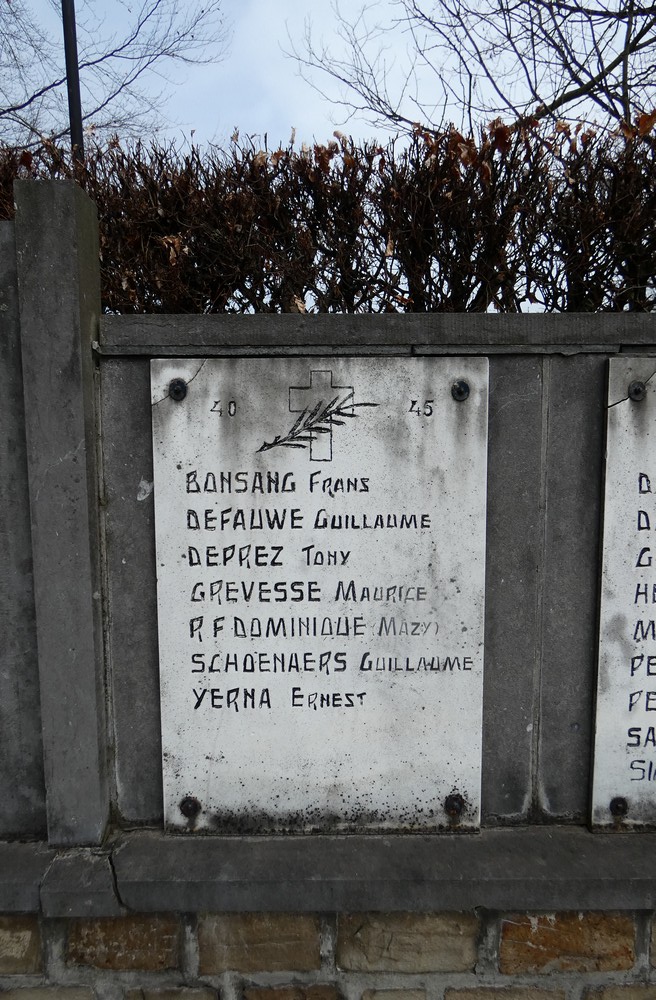 40 45
BONSANG FRANS
DEFAUWE GUILLAUME
DEPREZ TONY
GREVESSE MAURICE
R F DOMINIQUE (MAZY)
SCHOENAERS GUILLAUME
YERNA ERNEST